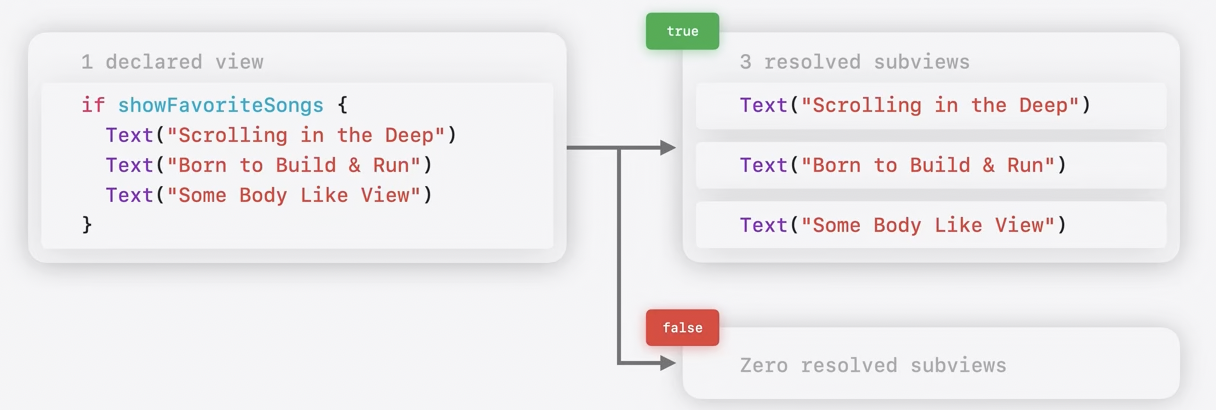 1 declared view
if showFavoriteSongs {
Text("Scrolling in the Deep")
Text("Born to Build & Run")
Text("Some Body Like View")
}
true
3 resolved subviews
Text("Scrolling in the Deep")
Text("Born to Build & Run")
Text("Some Body Like View")
false
Zero resolved subviews